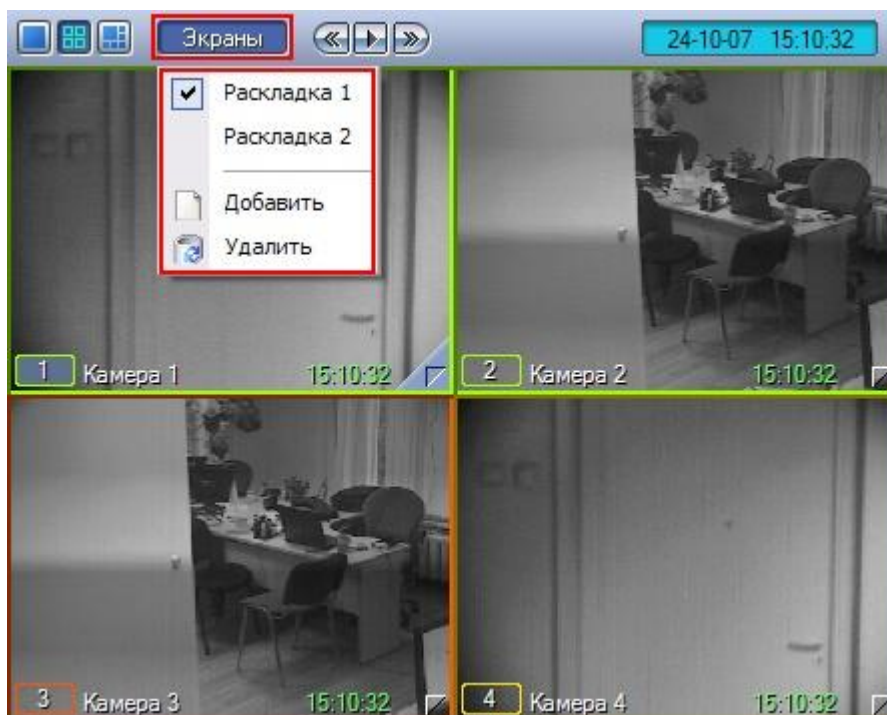 Экраны
24-10-07 15:10:32
Раскладка 1
Раскладка 2
Добавить
Удалить
1 Камера 1 15:10:32
2 Камера 2 15:10:32
3 Камера 3 15:10:32
4 Камера 4 15:10:32